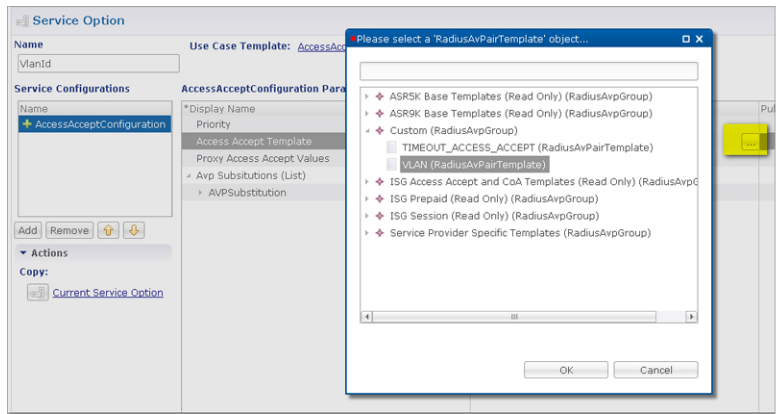 Service Option
Name
VlanId
Use Case Template: AccessAcc
Service Configurations
Name
AccessAcceptConfiguration
Add Remove
Actions
Copy:
Current Service Option
AccessAcceptConfiguration Para
*Display Name
Priority
Access Accept Template
Proxy Access Accept Values
Avp Subsitutions (List)
AVPSubstitution
Pul
...
Please select a 'RadiusAvPairTemplate' object...
ASR5K Base Templates (Read Only) (RadiusAvpGroup)
ASR9K Base Templates (Read Only) (RadiusAvpGroup)
Custom (RadiusAvpGroup)
TIMEOUT_ACCESS_ACCEPT (RadiusAvPairTemplate)
VLAN (RadiusAvPairTemplate)
ISG Access Accept and CoA Templates (Read Only) (RadiusAvpG
ISG Prepaid (Read Only) (RadiusAvpGroup)
ISG Session (Read Only) (RadiusAvpGroup)
Service Provider Specific Templates (RadiusAvpGroup)
OK Cancel